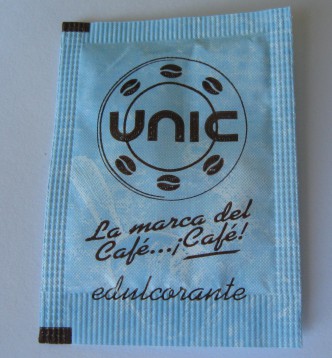 UNIC
La marca del
Café...¡Café!
edulcorante